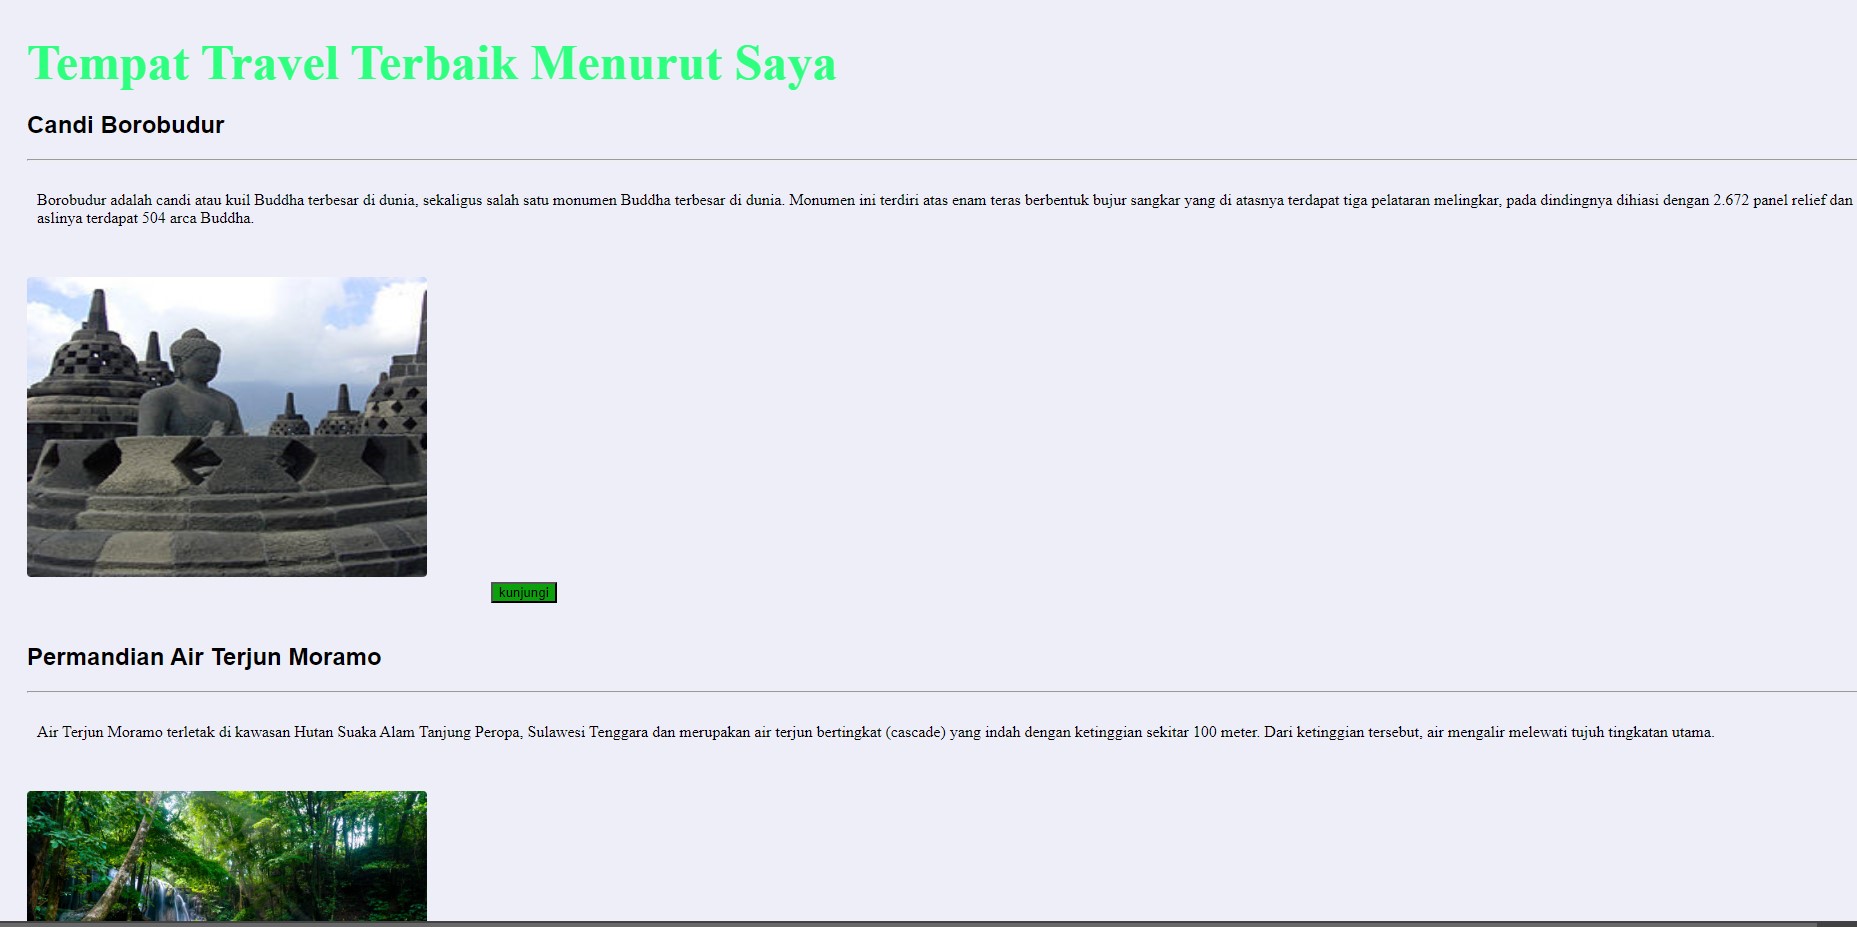 Tempat Travel Terbaik Menurut Saya
Candi Borobudur
Borobudur adalah candi atau kuil Buddha terbesar di dunia, sekaligus salah satu monumen Buddha terbesar di dunia. Monumen ini terdiri atas enam teras berbentuk bujur sangkar yang di atasnya terdapat tiga pelataran melingkar, pada dindingnya dihiasi dengan 2.672 panel relief dan
aslinya terdapat 504 arca Buddha.
kunjungi
Permandian Air Terjun Moramo
Air Terjun Moramo terletak di kawasan Hutan Suaka Alam Tanjung Peropa, Sulawesi Tenggara dan merupakan air terjun bertingkat (cascade) yang indah dengan ketinggian sekitar 100 meter. Dari ketinggian tersebut, air mengalir melewati tujuh tingkatan utama.